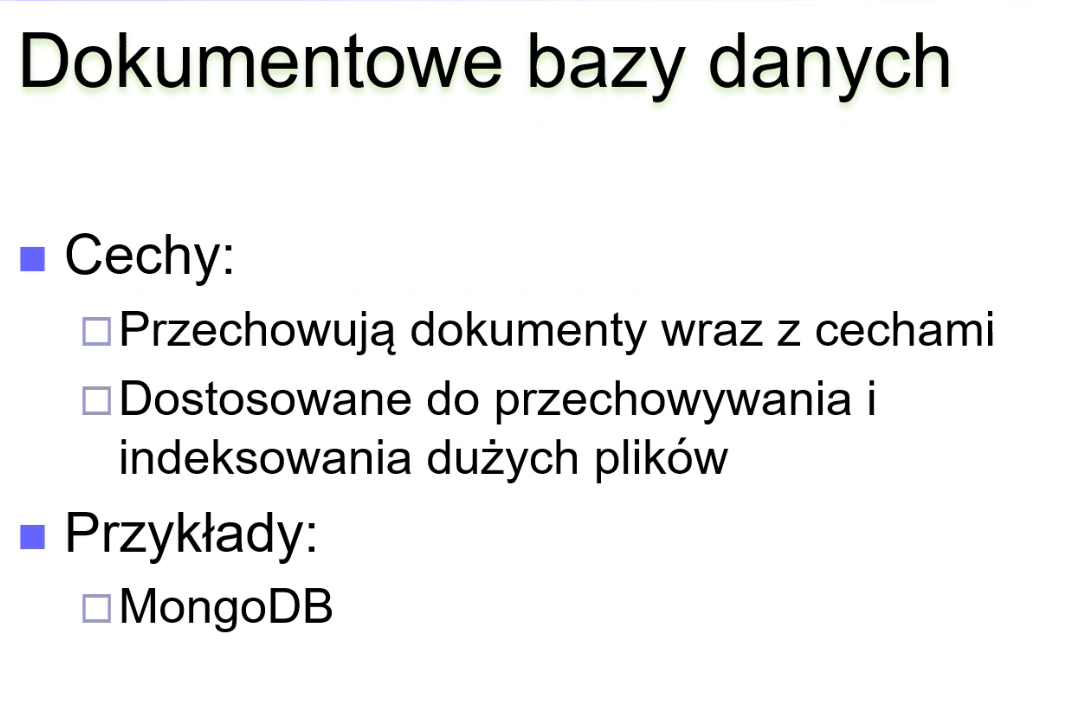 Dokumentowe bazy danych
Cechy:
Przechowują dokumenty wraz z cechami
Dostosowane do przechowywania i
indeksowania dużych plików
Przykłady:
MongoDB